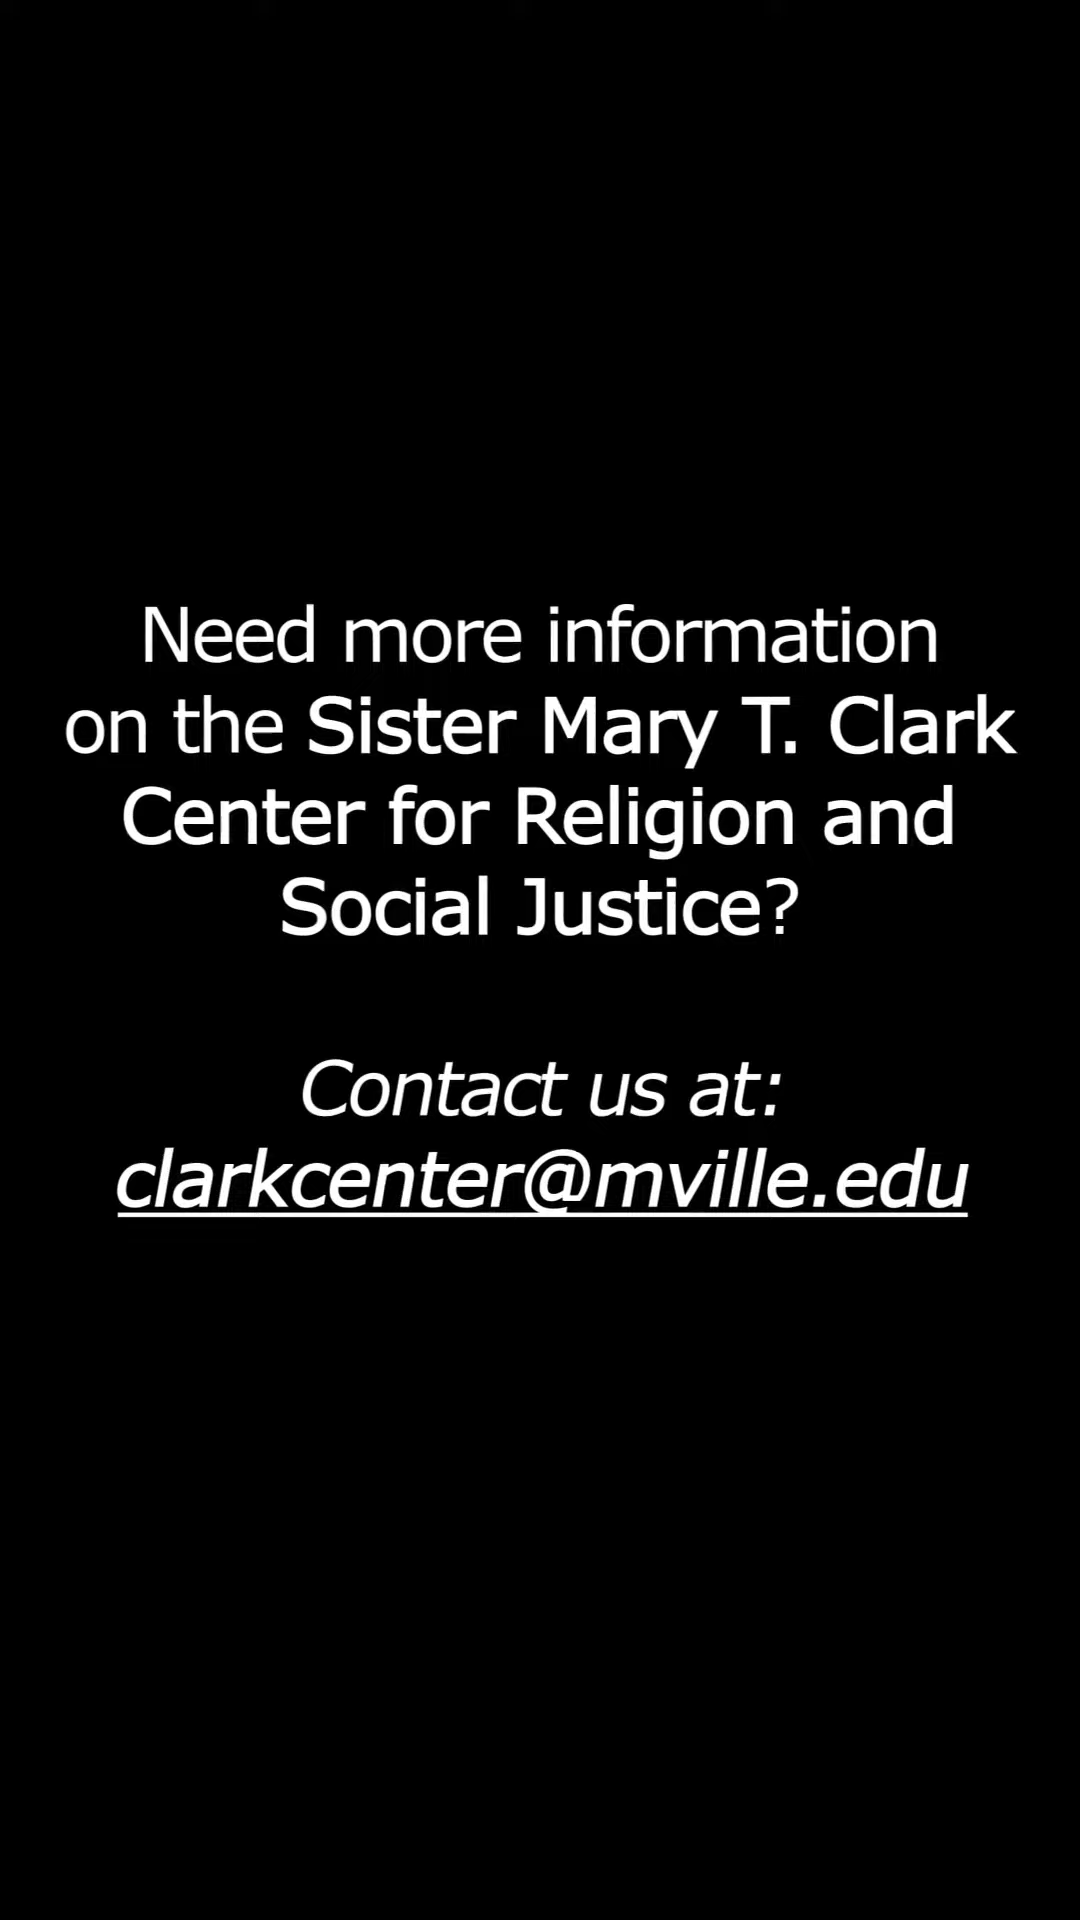 Need more information
on the Sister Mary T. Clark
Center for Religion and
Social Justice?
Contact us at:
clarkcenter@mville.edu